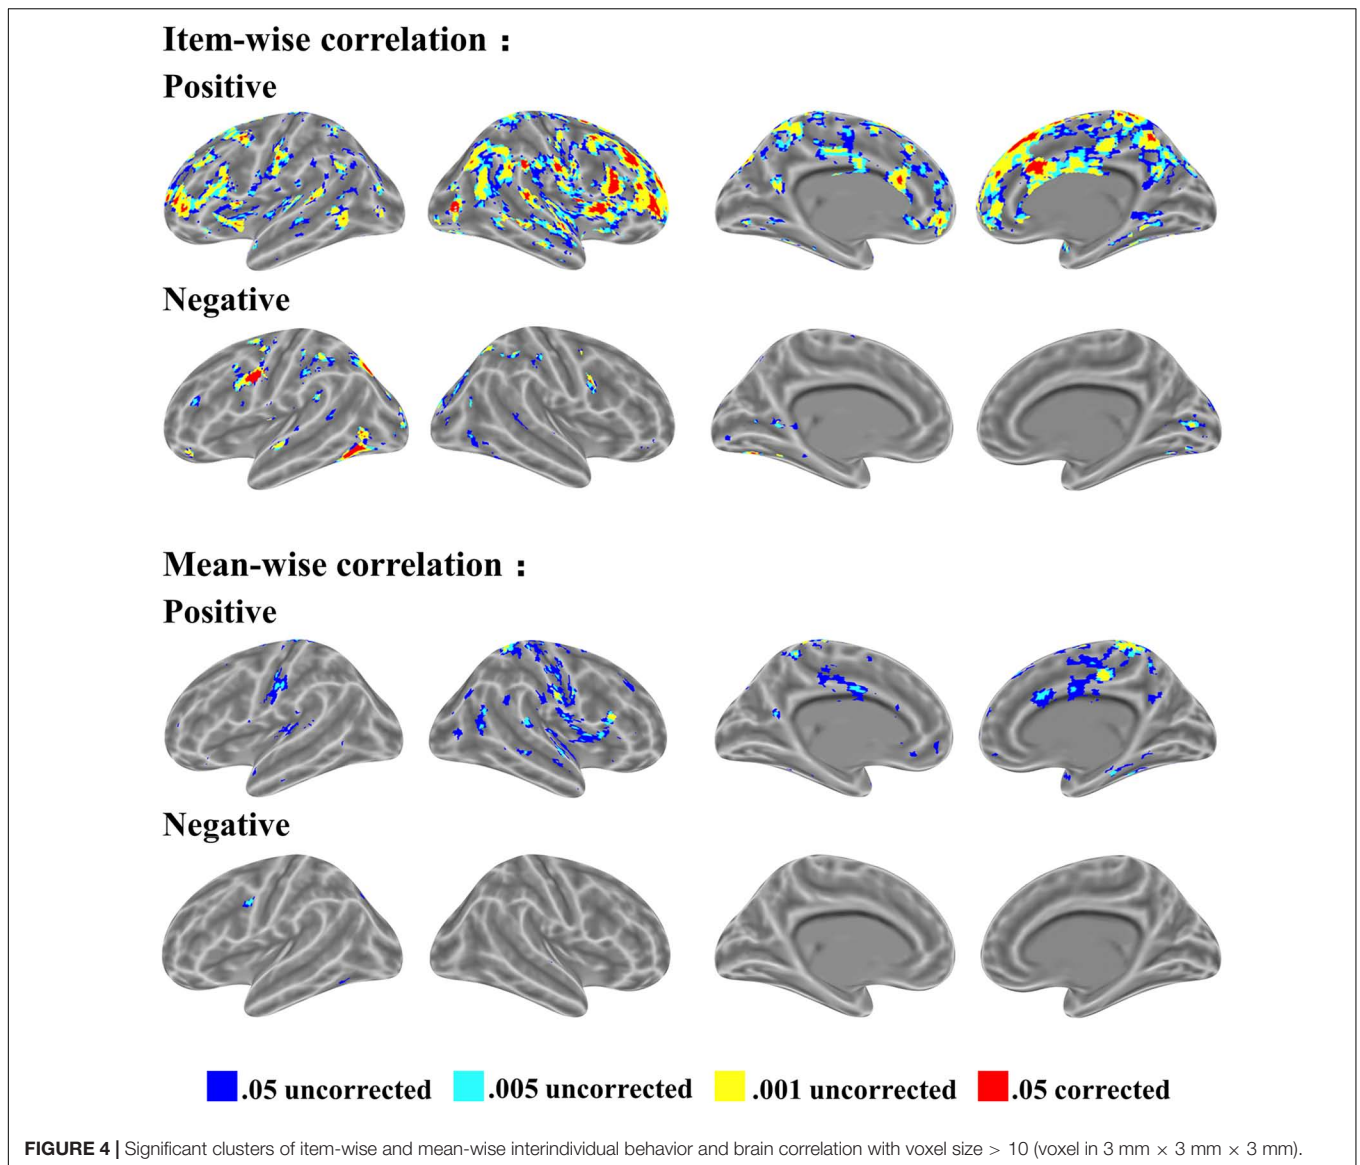 Item-wise correlation :
Positive
Negative
Mean-wise correlation :
Positive
Negative
.05 uncorrected .005 uncorrected .001 uncorrected .05 corrected
FIGURE 4 | Significant clusters of item-wise and mean-wise interindividual behavior and brain correlation with voxel size > 10 (voxel in 3 mm × 3 mm × 3 mm).